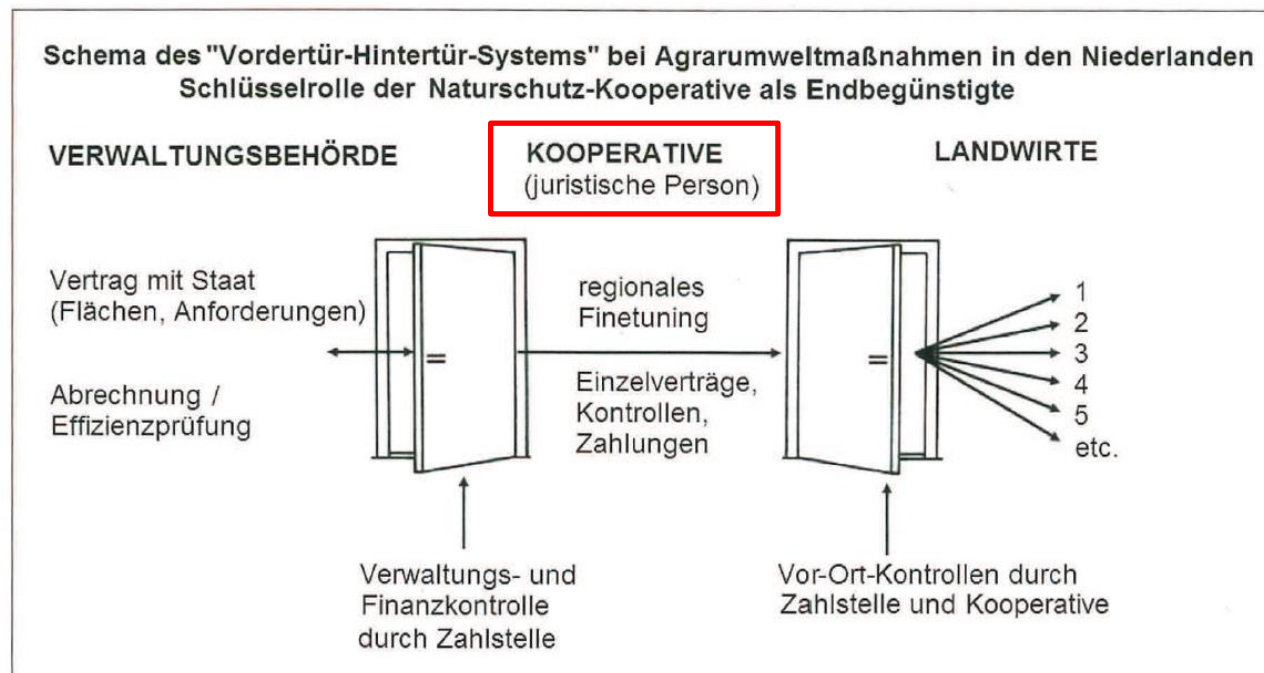 Schema des "Vordertür-Hintertür-Systems" bei Agrarumweltmaßnahmen in den Niederlanden
Schlüsselrolle der Naturschutz-Kooperative als Endbegünstigte
VERWALTUNGSBEHÖRDE
KOOPERATIVE
(juristische Person)
LANDWIRTE
Vertrag mit Staat
(Flächen, Anforderungen)
Abrechnung /
Effizienzprüfung
regionales
Finetuning
Einzelverträge,
Kontrollen,
Zahlungen
1
2
3
4
5
etc.
Verwaltungs- und
Finanzkontrolle
durch Zahlstelle
Vor-Ort-Kontrollen durch
Zahlstelle und Kooperative